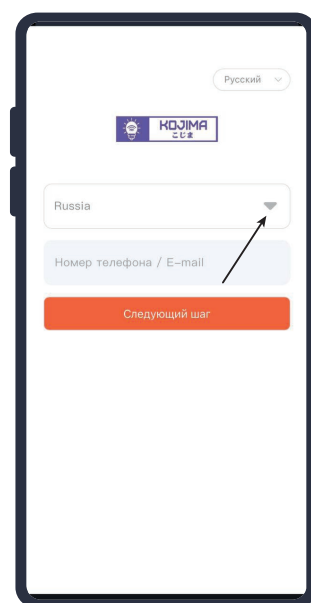 Русский
KOJIMA
こじま
Russia
Номер телефона / E-mail
Следующий шаг